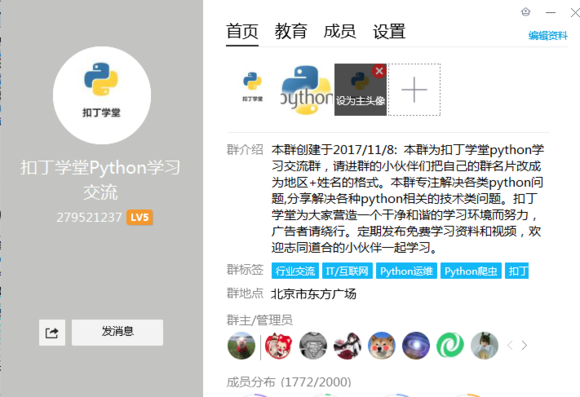 首页 教育 成员 设置
编辑资料
扣丁学堂
扣丁学堂
python
设为主头像
扣丁学堂Python学习
交流
279521237 LV5
发消息
群介绍 本群创建于2017/11/8: 本群为扣丁学堂python学
习交流群，请进群的小伙伴们把自己的群名片改成
为地区+姓名的格式。本群专注解决各类python问
题,分享解决各种python相关的技术类问题。扣丁
学堂为大家营造一个干净和谐的学习环境而努力，
广告者请绕行。定期发布免费学习资料和视频，欢
迎志同道合的小伙伴一起学习。
群标签 行业交流 IT/互联网 Python运维 Python爬虫 扣丁
群地点 北京市东方广场
群主/管理员
成员分布 (1772/2000)